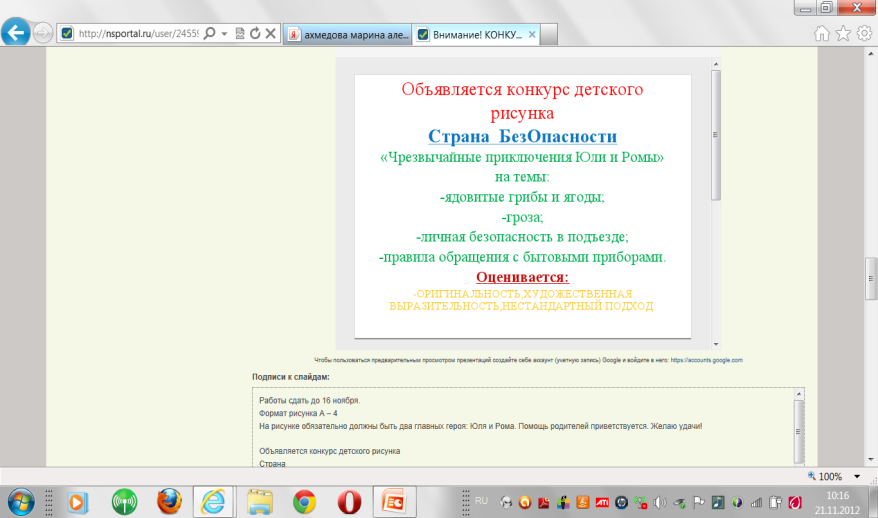 http://nsportal.ru/user/2455
ахмедова марина але...
Внимание! КОНКУ...
Объявляется конкурс детского
рисунка
Страна БезОпасности
«Чрезвычайные приключения Юли и Ромы»
на темы:
-ядовитые грибы и ягоды;
-гроза;
-личная безопасность в подъезде;
-правила обращения с бытовыми приборами.
Оценивается:
-ОРИГИНАЛЬНОСТЬ,ХУДОЖЕСТВЕННАЯ
ВЫРАЗИТЕЛЬНОСТЬ,НЕСТАНДАРТНЫЙ ПОДХОД
Чтобы пользоваться предварительным просмотром презентаций создайте себе аккаунт (учетную запись) Google и войдите в него: https://accounts.google.com
Подписи к слайдам:
Работы сдать до 16 ноября.
Формат рисунка А – 4
На рисунке обязательно должны быть два главных героя: Юля и Рома. Помощь родителей приветствуется. Желаю удачи!
Объявляется конкурс детского рисунка
Страна
100%
RU
ATI
10:16
21.11.2012